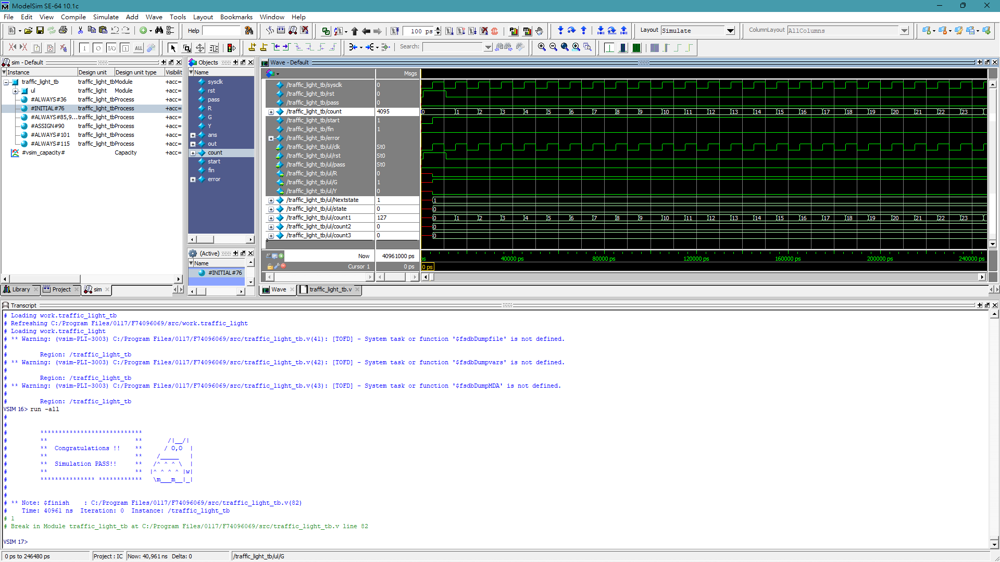 ModelSim SE-64 10.1c
File Edit View Compile Simulate Add Wave Tools Layout Bookmarks Window Help
Help
100 ps
Layout Simulate
ColumnLayout AllColumns
Search:
sim - Default
Instance Design unit Design unit type Visibilit
traffic_light_tb traffic_light_tb Module +acc=
ul traffic_light Module +acc=
#ALWAYS#36 traffic_light_tb Process +acc=
#INITIAL#76 traffic_light_tb Process +acc=
#ALWAYS#85,9... traffic_light_tb Process +acc=
#ASSIGN#90 traffic_light_tb Process +acc=
#ALWAYS#101 traffic_light_tb Process +acc=
#ALWAYS#115 traffic_light_tb Process +acc=
#vsim_capacity# Capacity +acc=
Library Project sim
Objects
Name
sysclk
rst
pass
R
G
Y
ans
out
count
start
fin
error
(Active)
Name
#INITIAL#76
Wave - Default
Msgs
/traffic_light_tb/sysclk 0
/traffic_light_tb/rst 0
/traffic_light_tb/pass 0
/traffic_light_tb/count 4095 0 1 2 3 4 5 6 7 8 9 10 11 12 13 14 15 16 17 18 19 20 21 22 23
/traffic_light_tb/start 1
/traffic_light_tb/fin 1
/traffic_light_tb/error
/traffic_light_tb/ul/clk St0
/traffic_light_tb/ul/rst St0
/traffic_light_tb/ul/pass St0
/traffic_light_tb/ul/R 0
/traffic_light_tb/ul/G 1
/traffic_light_tb/ul/Y 0
/traffic_light_tb/ul/Nextstate 1 1
/traffic_light_tb/ul/state 0 0
/traffic_light_tb/ul/count1 127 0 1 2 3 4 5 6 7 8 9 10 11 12 13 14 15 16 17 18 19 20 21 22 23
/traffic_light_tb/ul/count2 0 0
/traffic_light_tb/ul/count3 0 0
Now 40961000 ps ps 40000 ps 80000 ps 120000 ps 160000 ps 200000 ps 240000 ps
Cursor 1 0 ps 0 ps
Wave traffic_light_tb.v
Transcript
# Loading work.traffic_light_tb
# Refreshing C:/Program Files/0117/F74096069/src/work.traffic_light
# Loading work.traffic_light
# ** Warning: (vsim-PLI-3003) C:/Program Files/0117/F74096069/src/traffic_light_tb.v(41): [TOFD] - System task or function '$fsdbDumpfile' is not defined.
#
# Region: /traffic_light_tb
# ** Warning: (vsim-PLI-3003) C:/Program Files/0117/F74096069/src/traffic_light_tb.v(42): [TOFD] - System task or function '$fsdbDumpvars' is not defined.
#
# Region: /traffic_light_tb
# ** Warning: (vsim-PLI-3003) C:/Program Files/0117/F74096069/src/traffic_light_tb.v(43): [TOFD] - System task or function '$fsdbDumpMDA' is not defined.
#
# Region: /traffic_light_tb
VSIM 16> run -all
#
#
# ****************************
# ** ** /|__/|
# ** Congratulations !! ** / O,O |
# ** ** /_____ |
# ** Simulation PASS!! ** /^ ^ ^ \ |
# ** ** |^ ^ ^ ^ |w|
# *************** ************ \m___m__|_|
#
#
# ** Note: $finish : C:/Program Files/0117/F74096069/src/traffic_light_tb.v(82)
# Time: 40961 ns Iteration: 0 Instance: /traffic_light_tb
# 1
# Break in Module traffic_light_tb at C:/Program Files/0117/F74096069/src/traffic_light_tb.v line 82
VSIM 17>
0 ps to 246480 ps Project : IC Now: 40,961 ns Delta: 0 /traffic_light_tb/ul/G